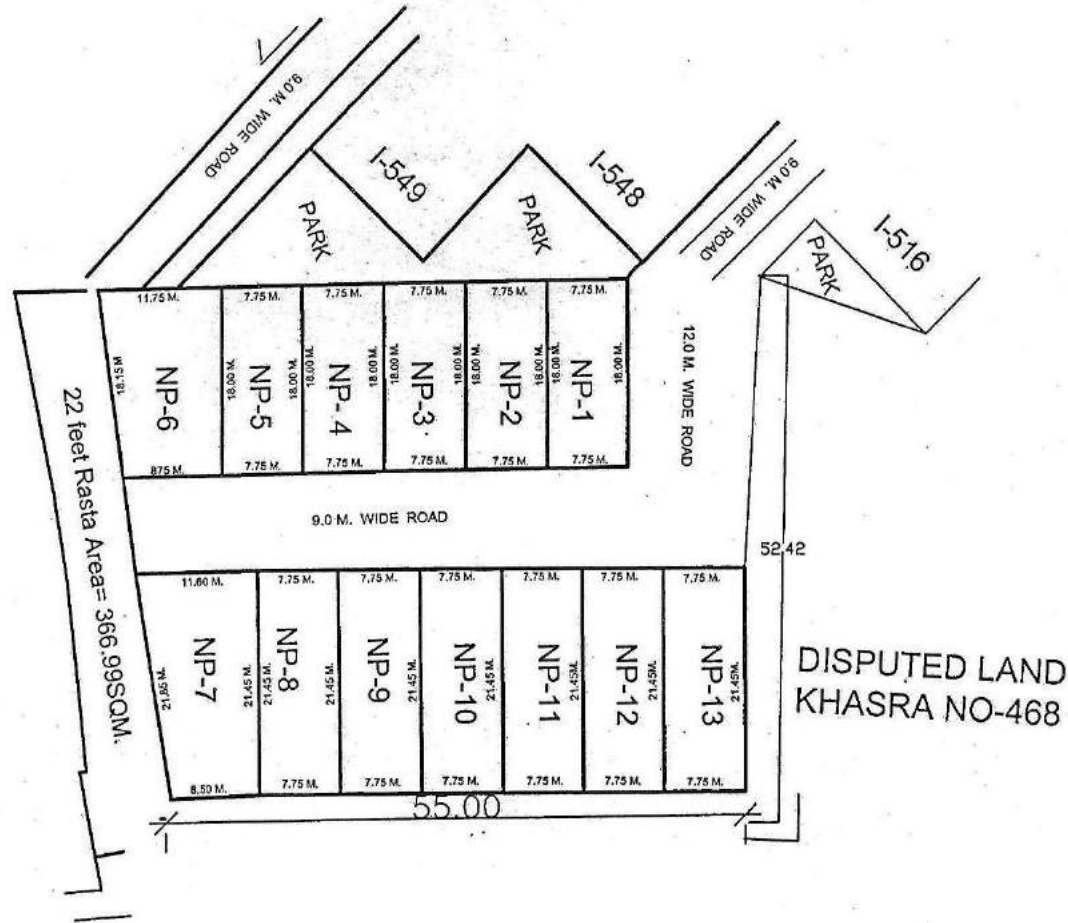 9.0 M. WIDE ROAD
I-549
I-548
PARK
PARK
9.0 M. WIDE ROAD
I-516
PARK
11.75 M.
7.75 M.
7.75 M.
7.75 M.
7.75 M.
7.75 M.
18.15 M
NP-6
18.00 M.
NP-5
18.00 M.
NP-4
18.00 M.
18.00 M.
NP-3
18.00 M.
18.00 M.
NP-2
18.00 M.
18.00 M.
NP-1
18.00 M.
12.0 M. WIDE ROAD
875 M.
7.75 M.
7.75 M.
7.75 M.
7.75 M.
7.75 M.
22 feet Rasta Area= 366.99SQM.
9.0 M. WIDE ROAD
52.42
11.60 M.
7.75 M.
7.75 M.
7.75 M.
7.75 M.
7.75 M.
7.75 M.
21.85 M.
NP-7
21.45 M.
21.45 M.
NP-8
21.45 M.
NP-9
21.45 M.
NP-10
21.45 M.
NP-11
21.45M.
NP-12
21.45M.
NP-13
21.45M.
DISPUTED LAND
KHASRA NO-468
8.50 M.
7.75 M.
7.75 M.
7.75 M.
7.75 M.
7.75 M.
7.75 M.
55.00